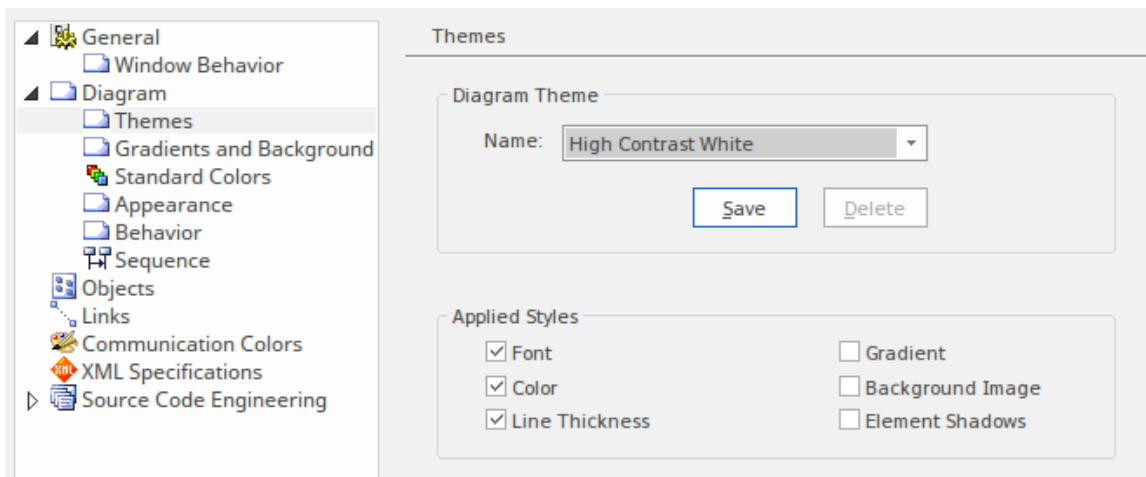 General
Window Behavior
Diagram
Themes
Gradients and Background
Standard Colors
Appearance
Behavior
Sequence
Objects
Links
Communication Colors
XML Specifications
Source Code Engineering
Themes
Diagram Theme
Name: High Contrast White
Save Delete
Applied Styles
Font Gradient
Color Background Image
Line Thickness Element Shadows